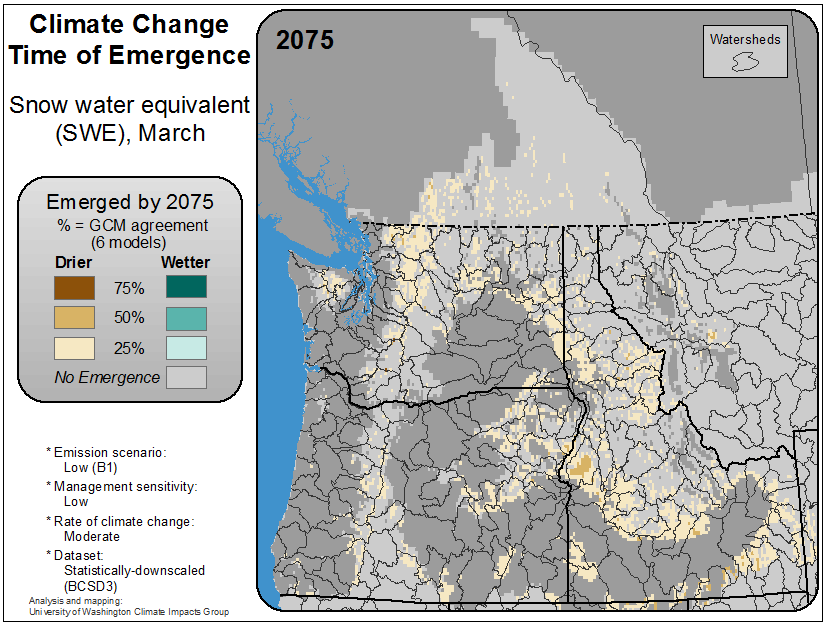 Climate Change
Time of Emergence
Snow water equivalent
(SWE), March
Emerged by 2075
% = GCM agreement
(6 models)
Drier Wetter
75%
50%
25%
No Emergence
* Emission scenario:
Low (B1)
* Management sensitivity:
Low
* Rate of climate change:
Moderate
* Dataset:
Statistically-downscaled
(BCSD3)
Analysis and mapping:
University of Washington Climate Impacts Group
2075
Watersheds